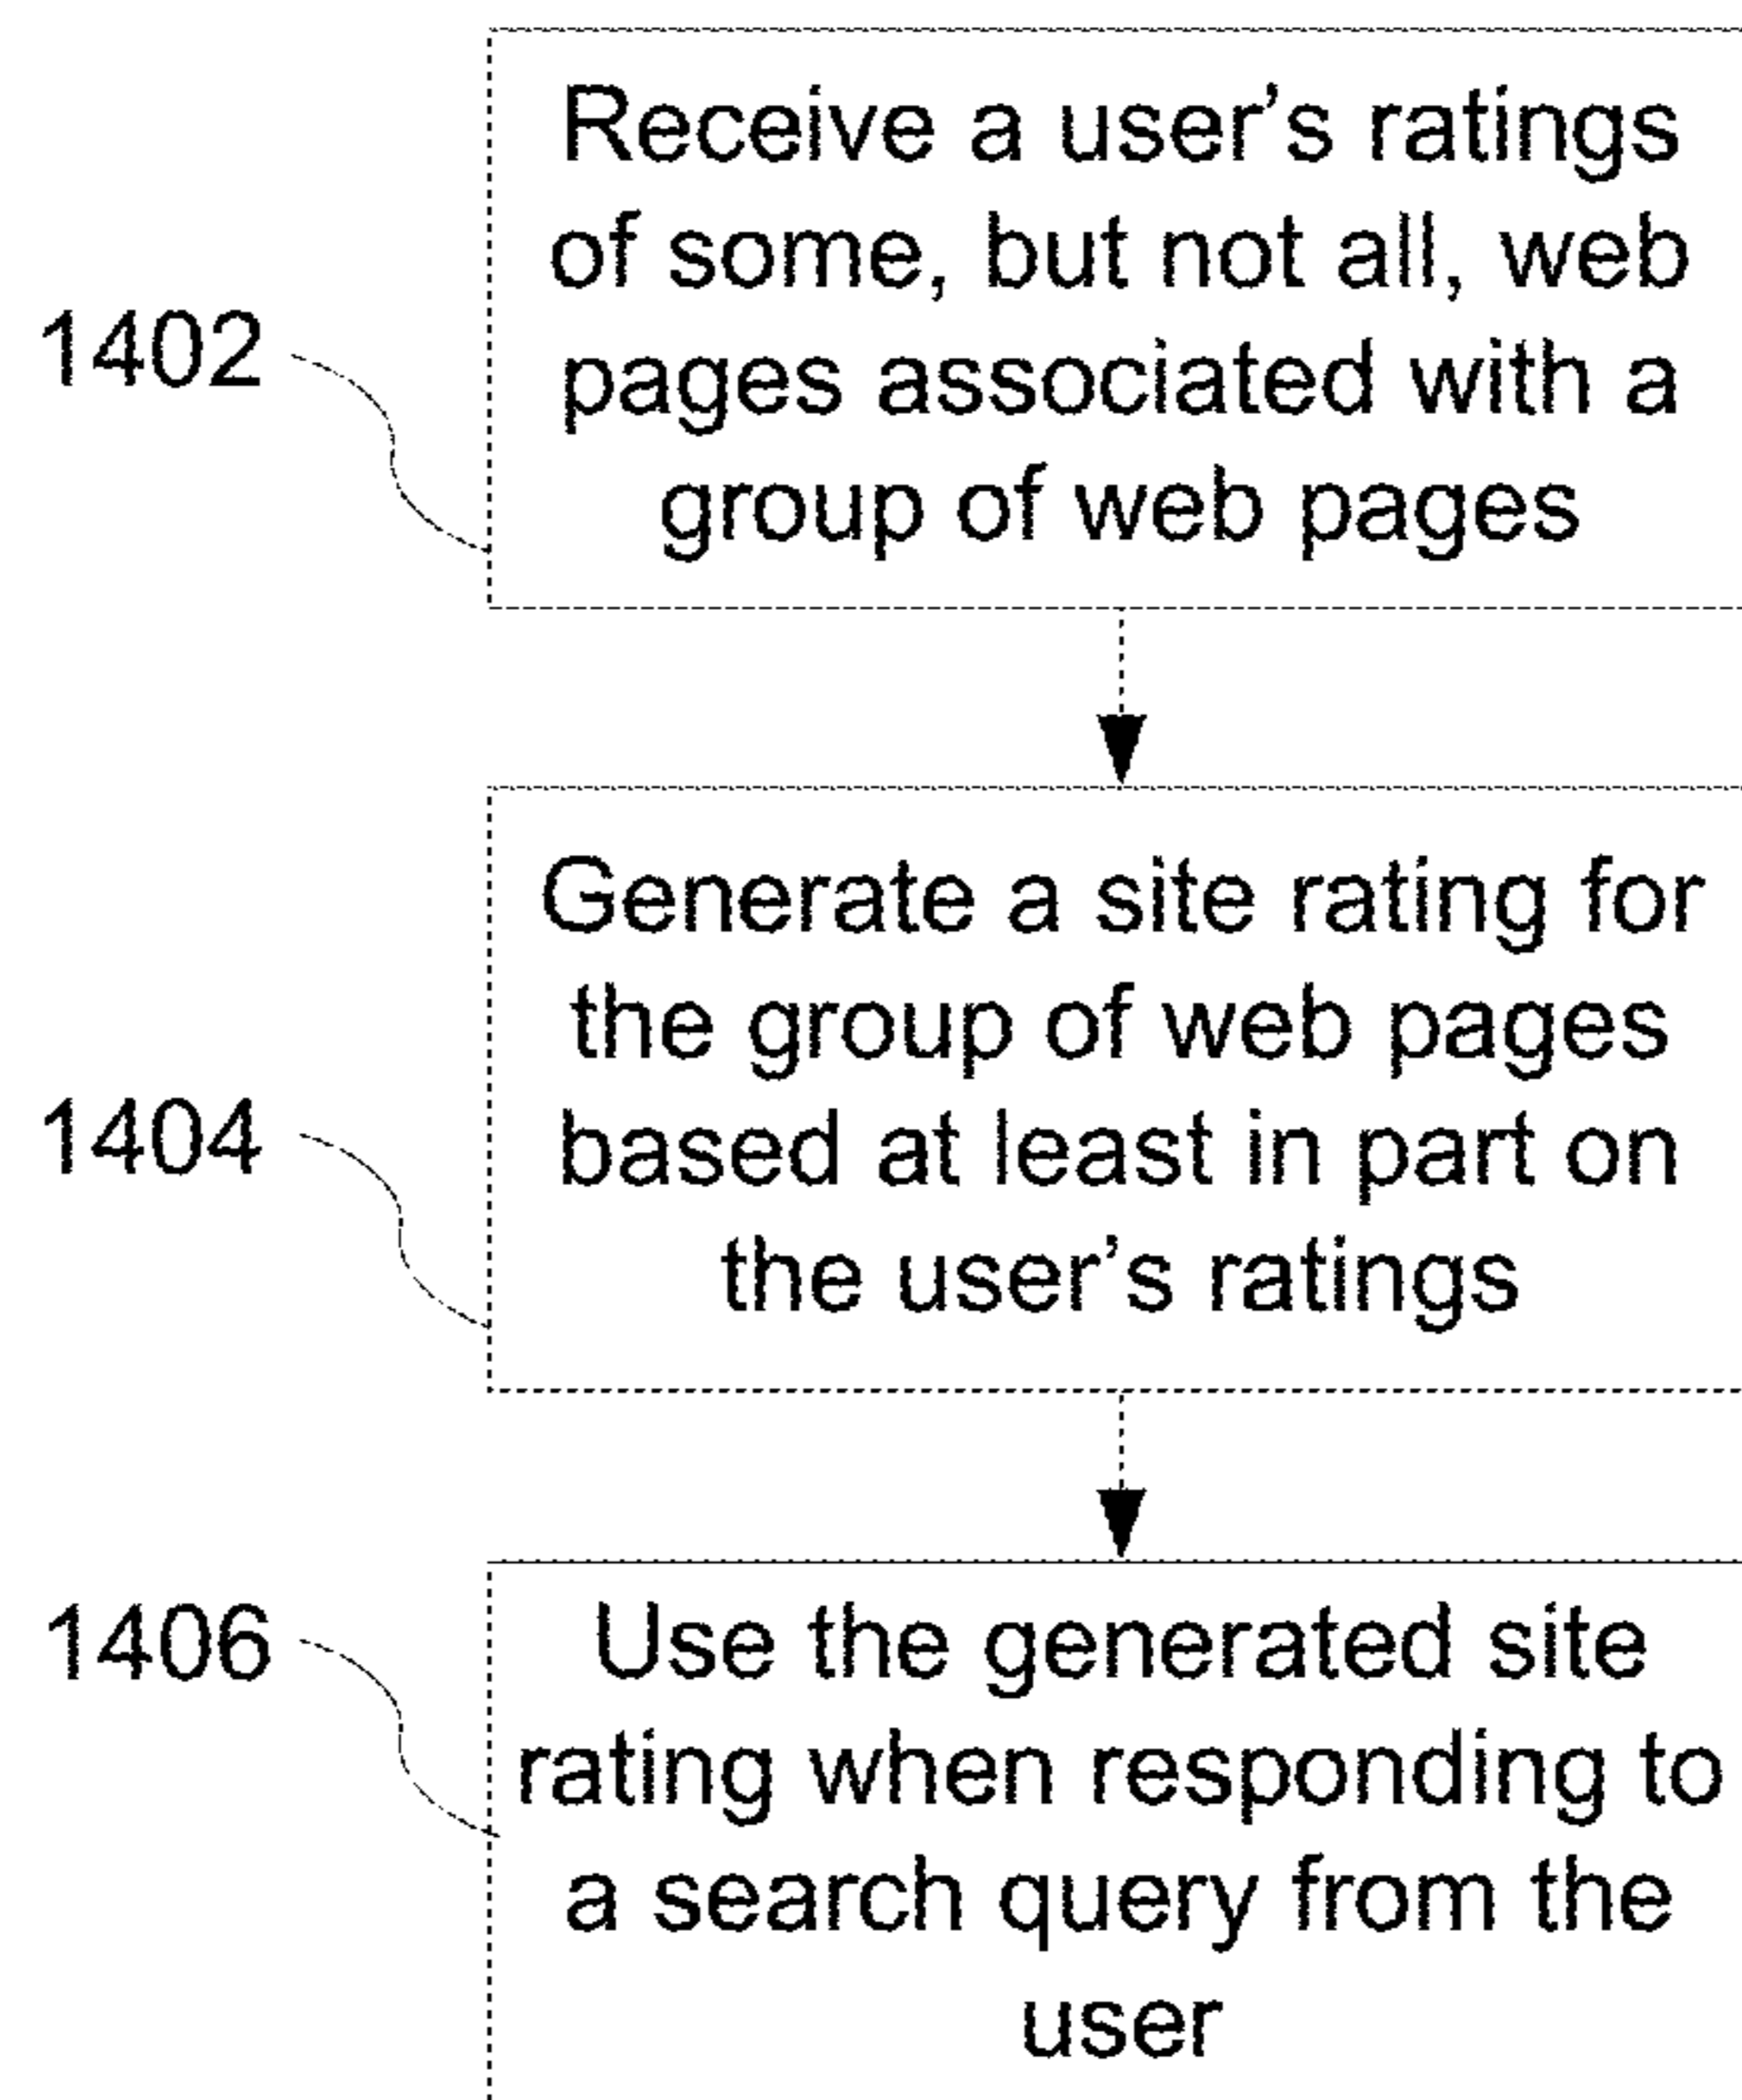 Receive a user’s ratings
of some, but not all, web
pages associated with a
group of web pages
1402
Generate a site rating for
the group of web pages
based at least in part on
the user’s ratings
1404
Use the generated site
rating when responding to
a search query from the
user
1406